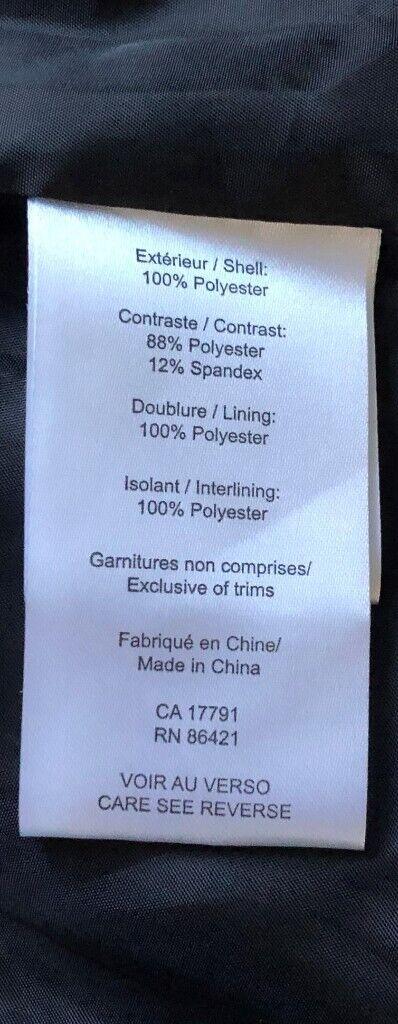 Extérieur / Shell:
100% Polyester
Contraste / Contrast:
88% Polyester
12% Spandex
Doublure / Lining:
100% Polyester
Isolant / Interlining:
100% Polyester
Garnitures non comprises/
Exclusive of trims
Fabriqué en Chine/
Made in China
CA 17791
RN 86421
VOIR AU VERSO
CARE SEE REVERSE